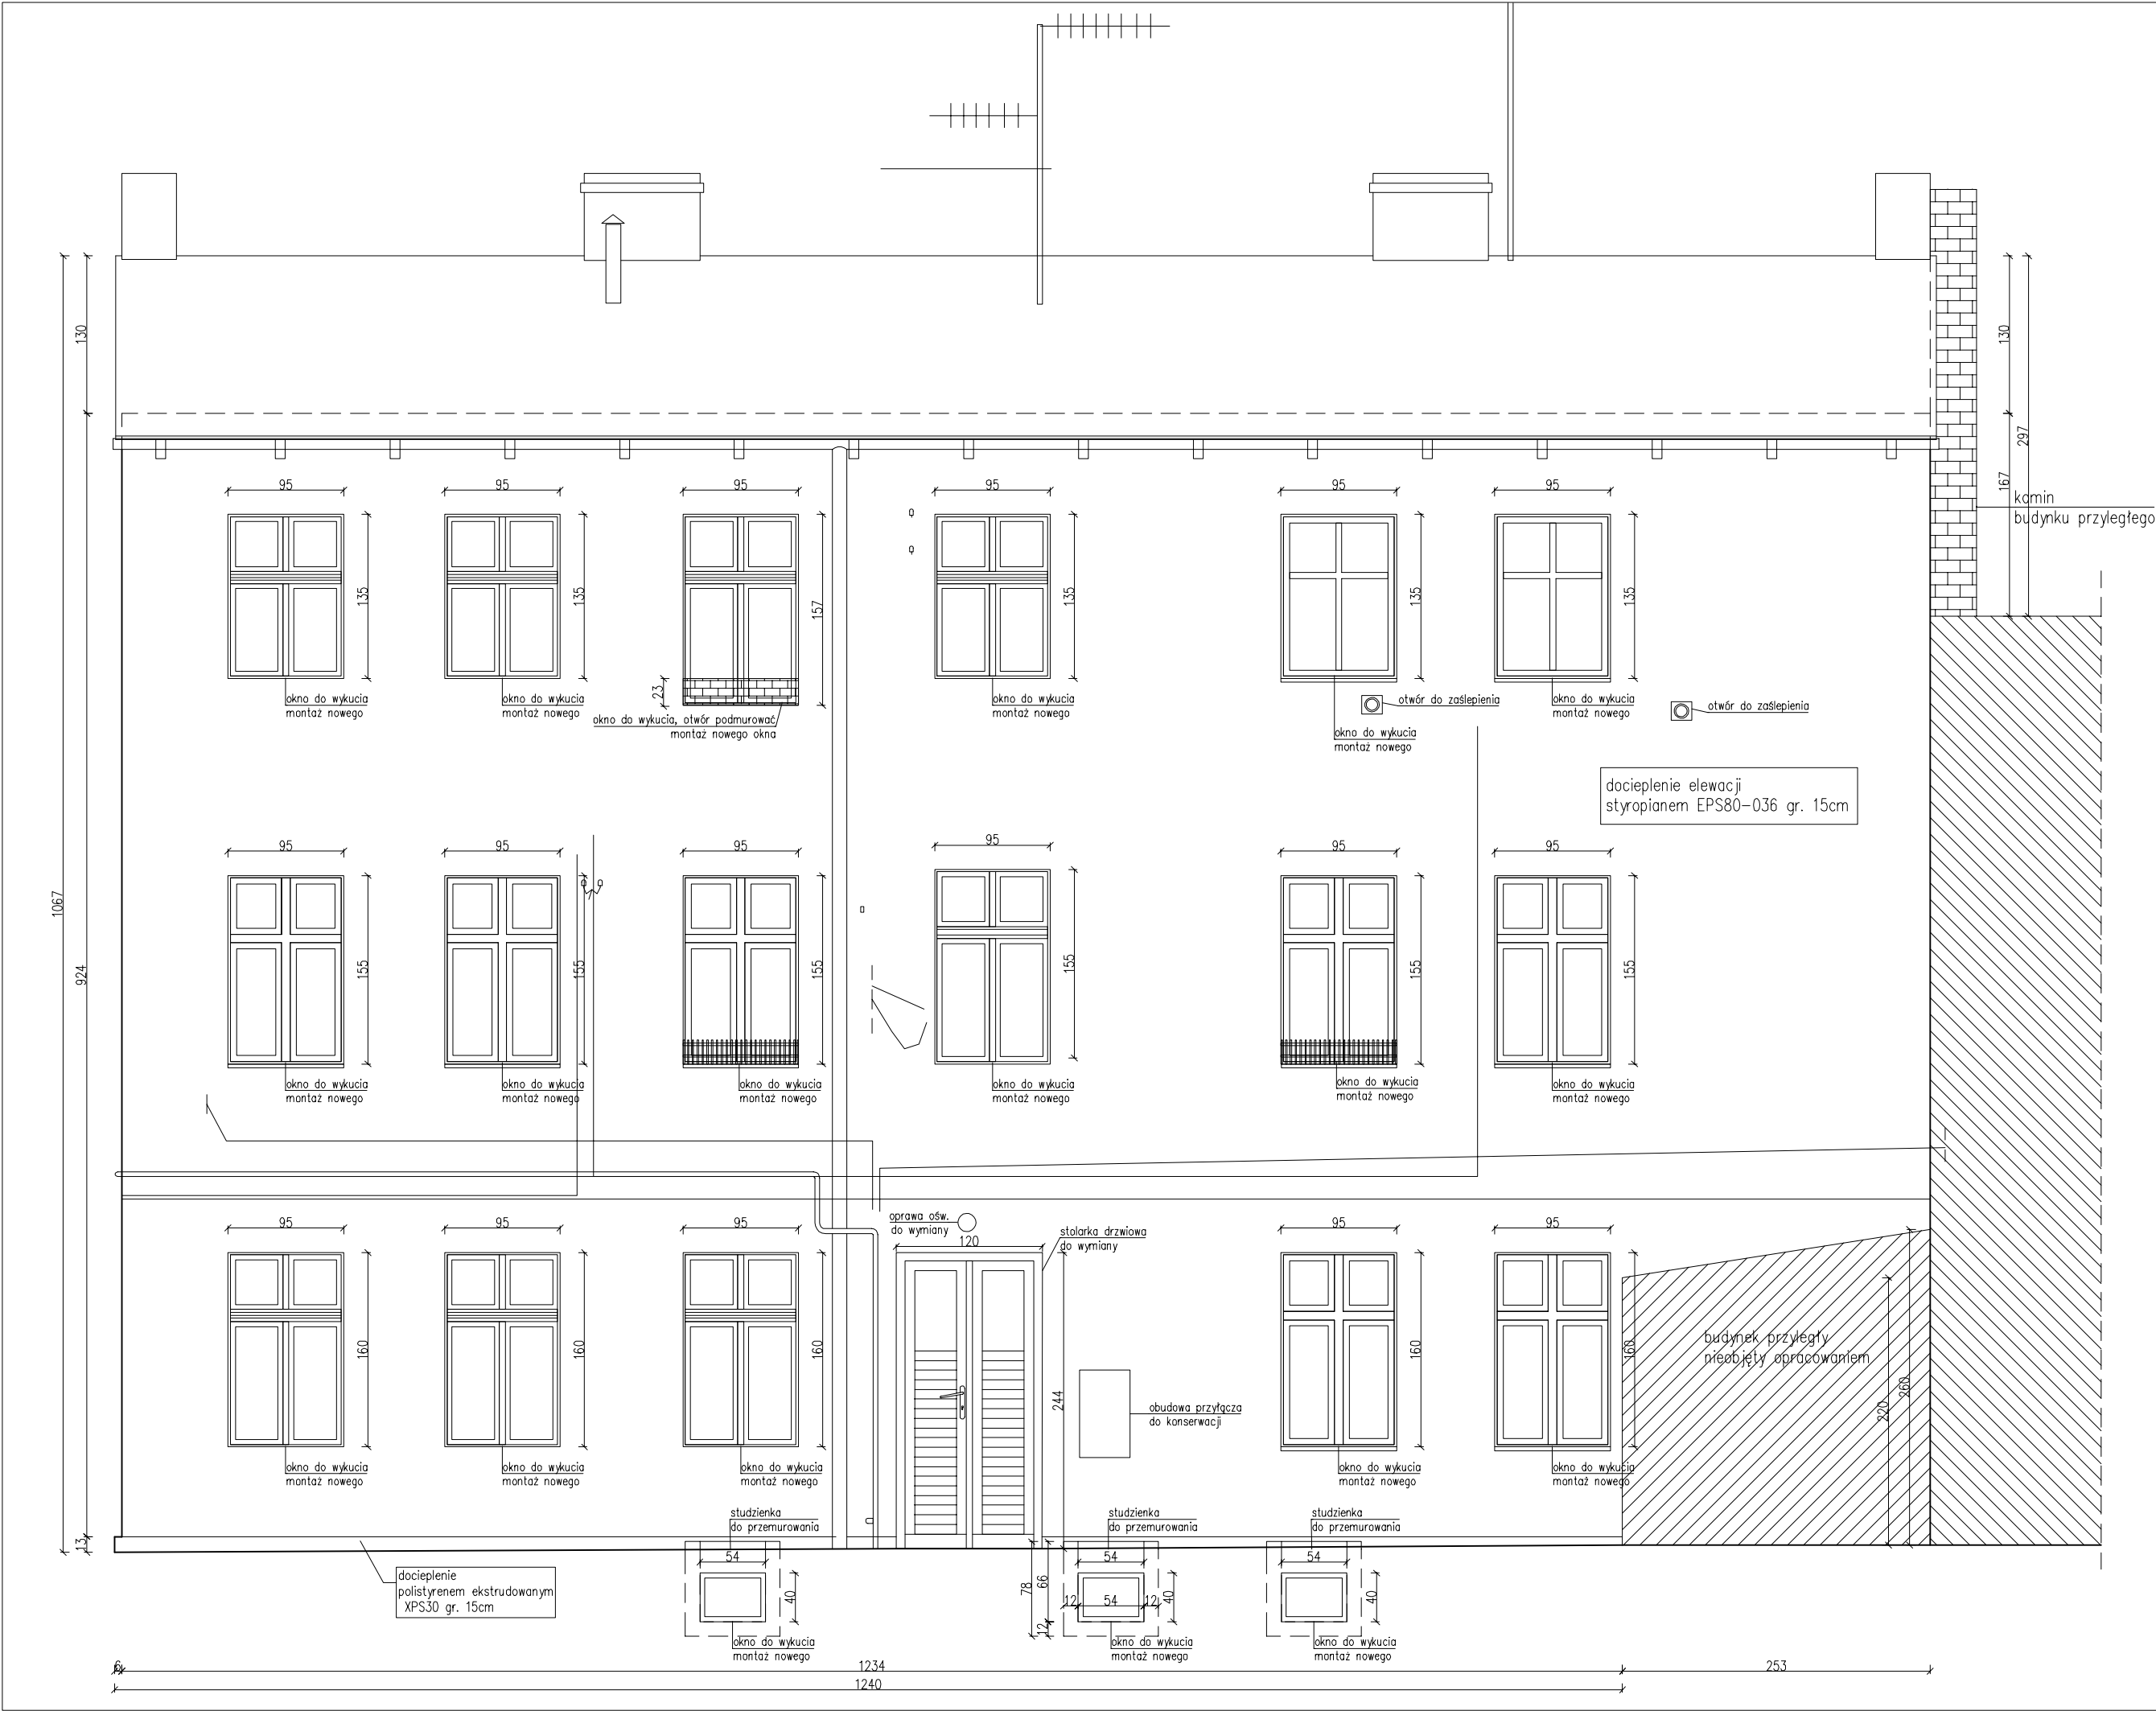 130
130
297
167
kamin
budynku przyległego
95
95
95
95
95
95
135
135
157
135
135
135
23
okno do wykucia
montaż nowego
okno do wykucia
montaż nowego
okno do wykucia, otwór podmurować
montaż nowego okna
okno do wykucia
montaż nowego
okno do wykucia
montaż nowego
otwór do zaślepienia
okno do wykucia
montaż nowego
otwór do zaślepienia
docieplenie elewacji
styropianem EPS80-036 gr. 15cm
1067
924
95
95
95
95
95
95
155
155
155
155
155
155
okno do wykucia
montaż nowego
okno do wykucia
montaż nowego
okno do wykucia
montaż nowego
okno do wykucia
montaż nowego
okno do wykucia
montaż nowego
okno do wykucia
montaż nowego
95
95
95
oprawa ośw.
do wymiany
120
stolarka drzwiowa
do wymiany
95
95
160
160
160
244
160
160
budynek przyległy
nieobjęty opracowaniem
220
260
obudowa przyłącza
do konserwacji
okno do wykucia
montaż nowego
okno do wykucia
montaż nowego
okno do wykucia
montaż nowego
okno do wykucia
montaż nowego
okno do wykucia
montaż nowego
13
studzienka
do przemurowania
studzienka
do przemurowania
studzienka
do przemurowania
docieplenie
polistyrenem ekstrudowanym
XPS30 gr. 15cm
54
40
78
66
12
54
12
54
12
40
54
40
okno do wykucia
montaż nowego
okno do wykucia
montaż nowego
okno do wykucia
montaż nowego
6
1234
253
1240